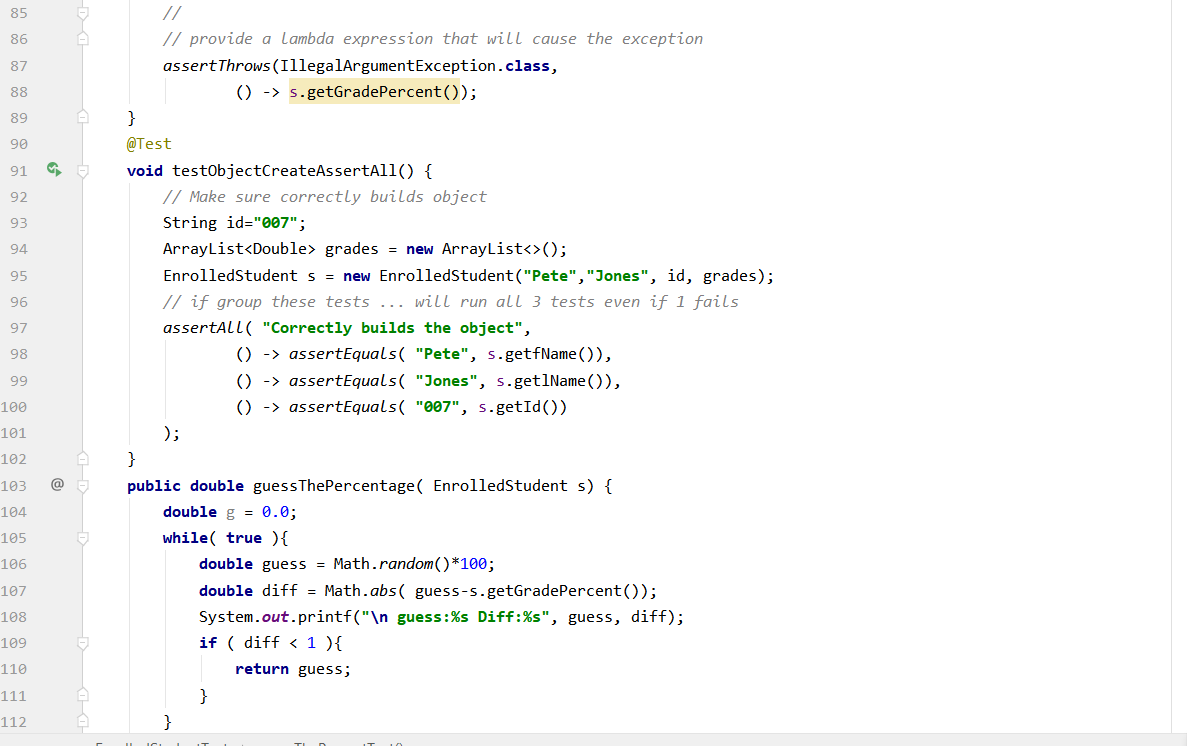 85 //
86 // provide a lambda expression that will cause the exception
87 assertThrows(IllegalArgumentException.class,
88 () -> s.getGradePercent());
89 }
90 @Test
91 void testObjectCreateAssertAll() {
92 // Make sure correctly builds object
93 String id="007";
94 ArrayList<Double> grades = new ArrayList<>();
95 EnrolledStudent s = new EnrolledStudent("Pete","Jones", id, grades);
96 // if group these tests ... will run all 3 tests even if 1 fails
97 assertAll( "Correctly builds the object",
98 () -> assertEquals( "Pete", s.getfName()),
99 () -> assertEquals( "Jones", s.getlName()),
100 () -> assertEquals( "007", s.getId())
101 );
102 }
103 @ public double guessThePercentage( EnrolledStudent s) {
104 double g = 0.0;
105 while( true ){
106 double guess = Math.random()*100;
107 double diff = Math.abs( guess-s.getGradePercent());
108 System.out.printf("\n guess:%s Diff:%s", guess, diff);
109 if ( diff < 1 ){
110 return guess;
111 }
112 }